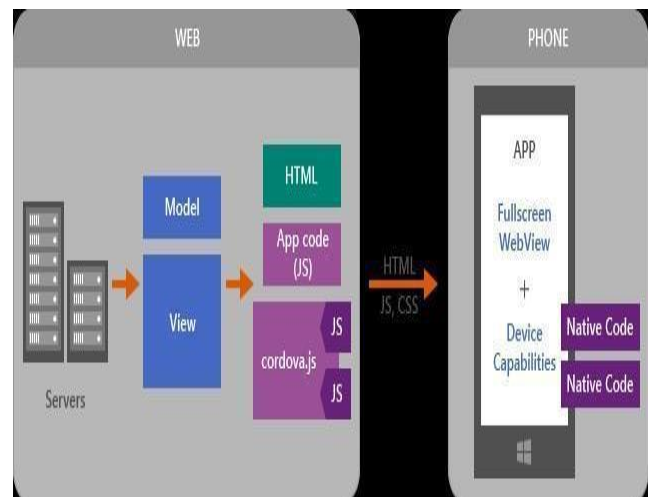 WEB
PHONE
Servers
Model
View
HTML
App code
(JS)
cordova.js
JS
JS
HTML
JS, CSS
APP
Fullscreen
WebView
+
Device
Capabilities
Native Code
Native Code